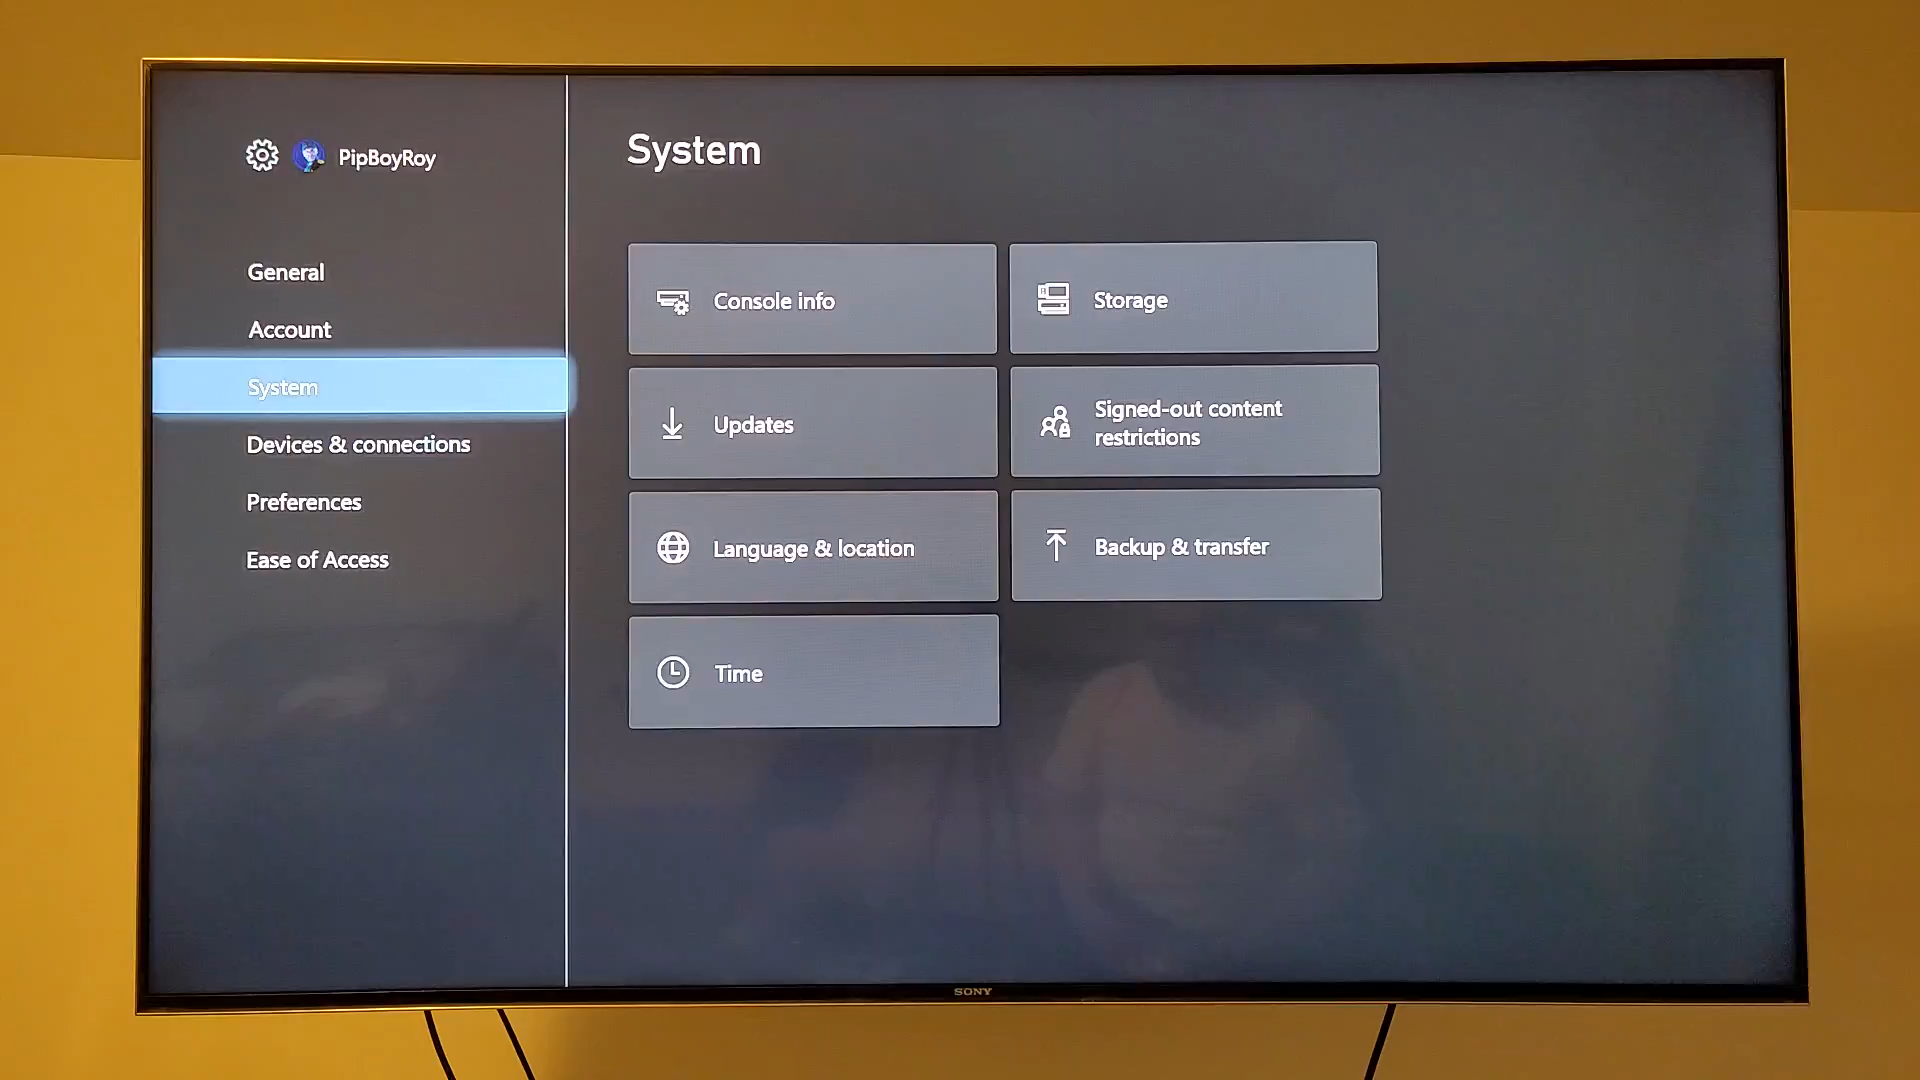 PipBoyRoy
General
Account
System
Devices & connections
Preferences
Ease of Access
System
Console info
Storage
Updates
Signed-out content
restrictions
Language & location
Backup & transfer
Time
SONY